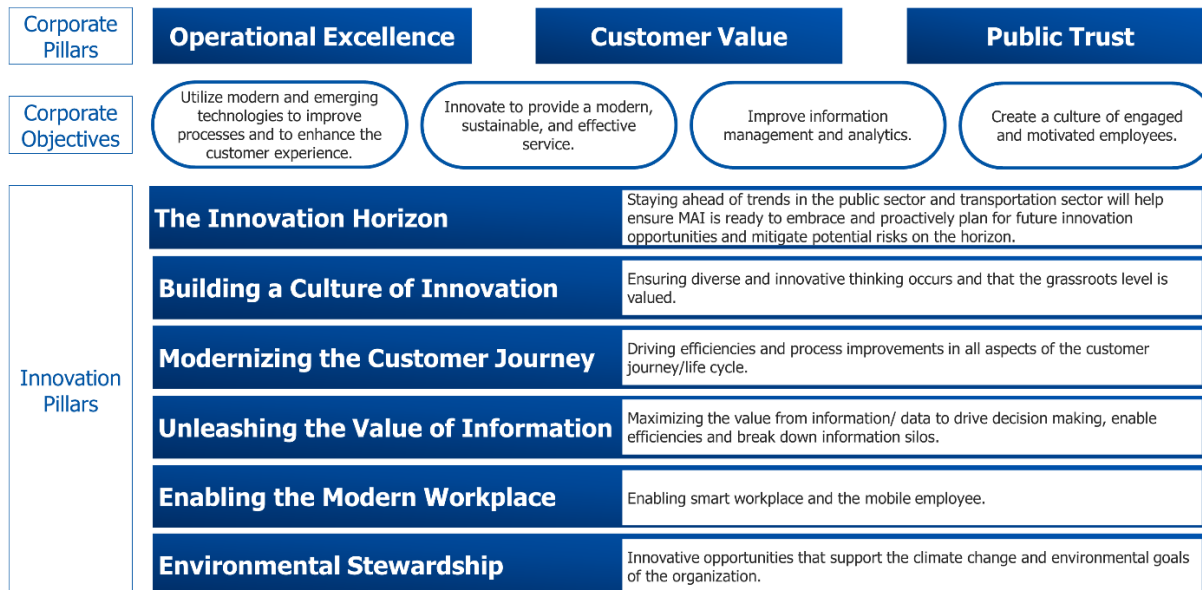 Corporate
Pillars
Operational Excellence
Customer Value
Public Trust
Corporate
Objectives
Utilize modern and emerging
technologies to improve
processes and to enhance the
customer experience.
Innovate to provide a modern,
sustainable, and effective
service.
Improve information
management and analytics.
Create a culture of engaged
and motivated employees.
Innovation
Pillars
The Innovation Horizon
Staying ahead of trends in the public sector and transportation sector will help
ensure MAI is ready to embrace and proactively plan for future innovation
opportunities and mitigate potential risks on the horizon.
Building a Culture of Innovation
Ensuring diverse and innovative thinking occurs and that the grassroots level is
valued.
Modernizing the Customer Journey
Driving efficiencies and process improvements in all aspects of the customer
journey/life cycle.
Unleashing the Value of Information
Maximizing the value from information/ data to drive decision making, enable
efficiencies and break down information silos.
Enabling the Modern Workplace
Enabling smart workplace and the mobile employee.
Environmental Stewardship
Innovative opportunities that support the climate change and environmental goals
of the organization.